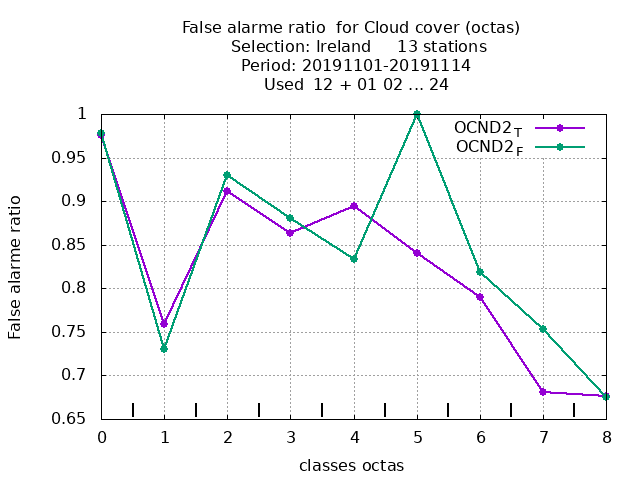 False alarme ratio  for Cloud cover (octas)
Selection: Ireland     13 stations
Period: 20191101-20191114
Used  12 + 01 02 ... 24
OCND2T
OCND2F
False alarme ratio
1
0.95
0.9
0.85
0.8
0.75
0.7
0.65
0 1 2 3 4 5 6 7 8
classes octas